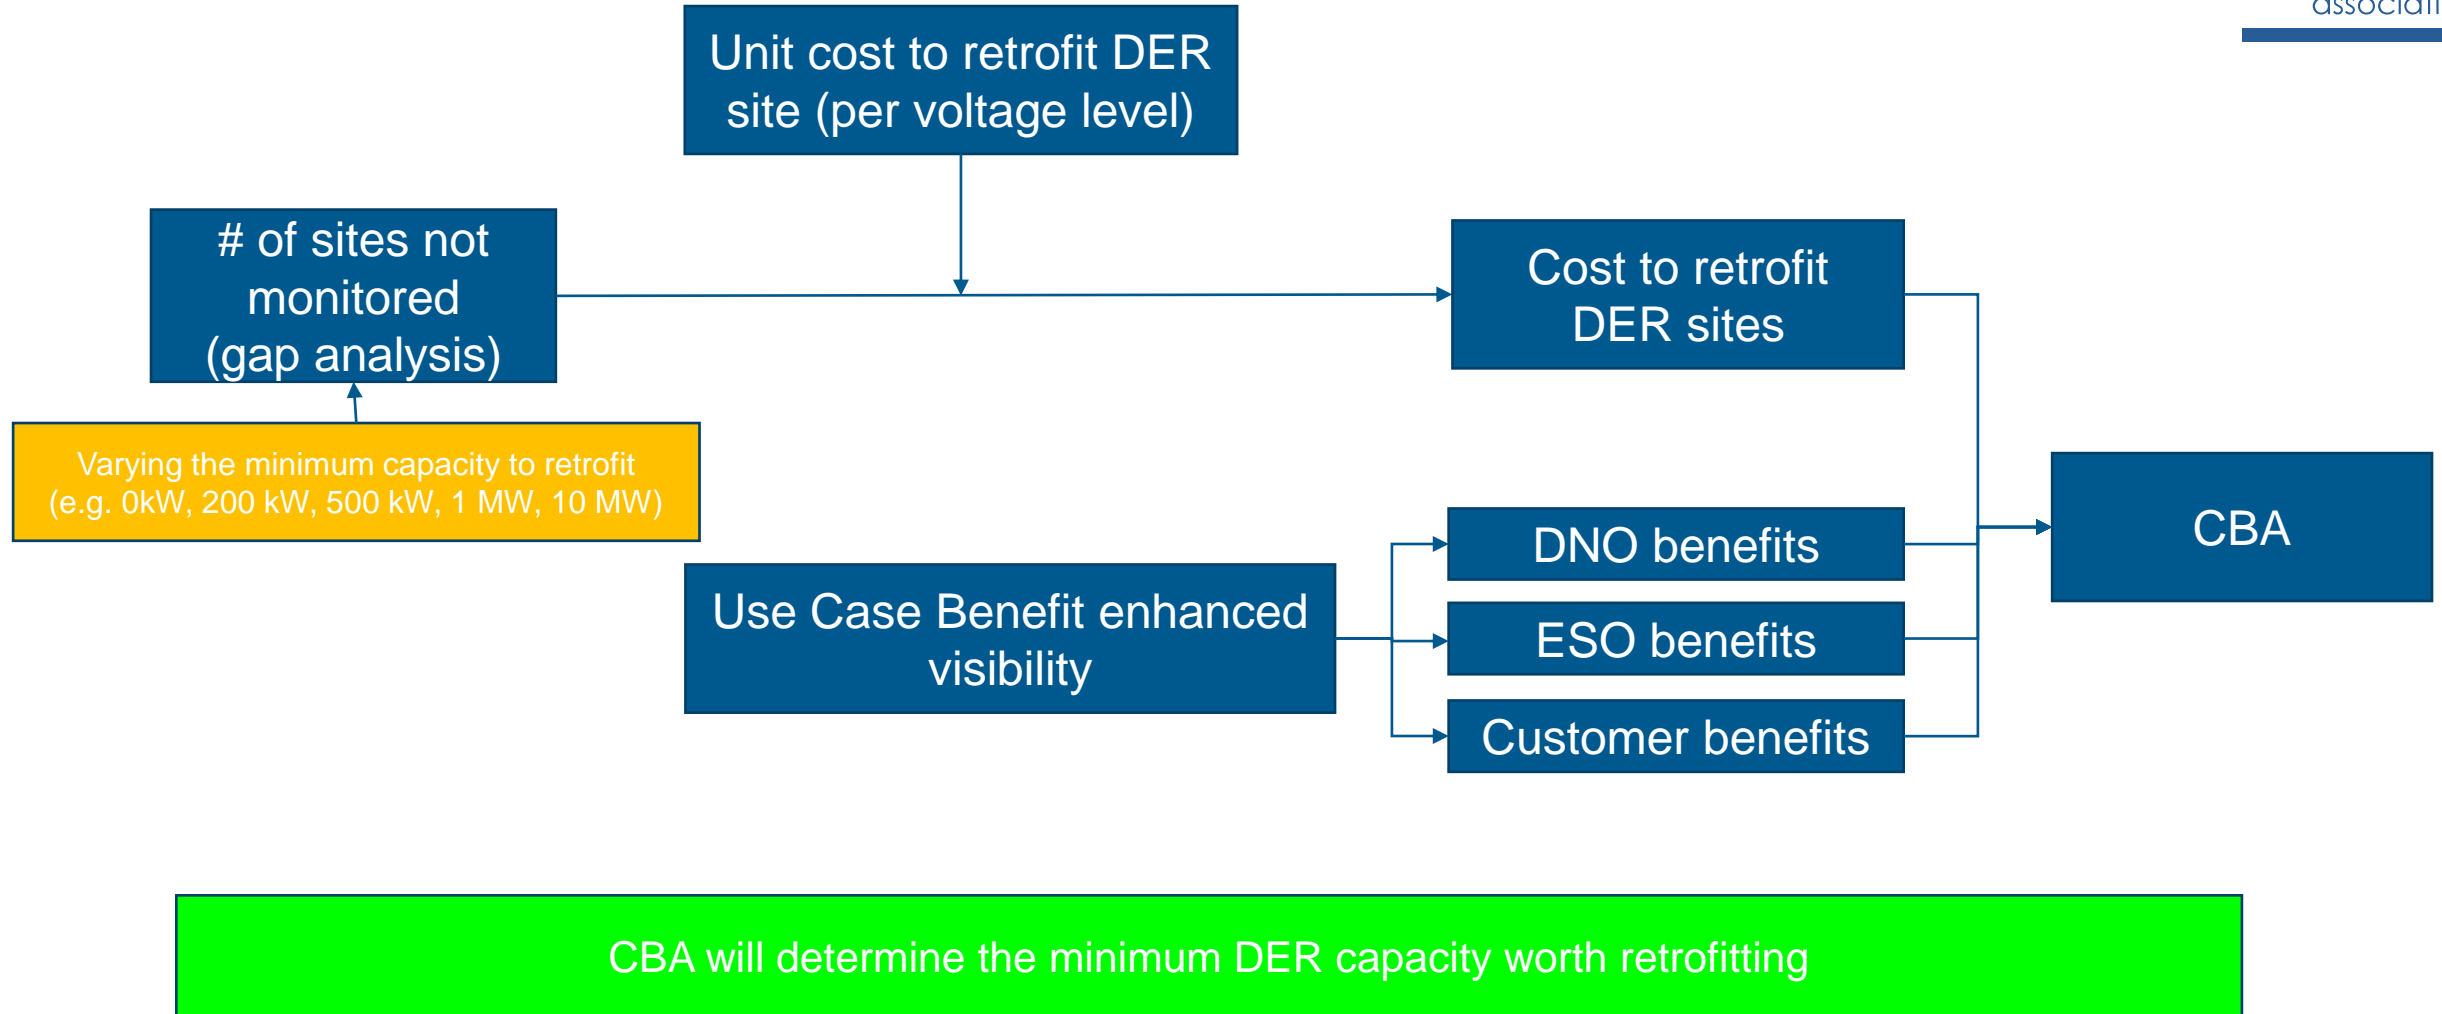 Unit cost to retrofit DER
site (per voltage level)
# of sites not
monitored
(gap analysis)
Cost to retrofit
DER sites
Varying the minimum capacity to retrofit
(e.g. 0kW, 200 kW, 500 kW, 1 MW, 10 MW)
DNO benefits
CBA
Use Case Benefit enhanced
visibility
ESO benefits
Customer benefits
CBA will determine the minimum DER capacity worth retrofitting